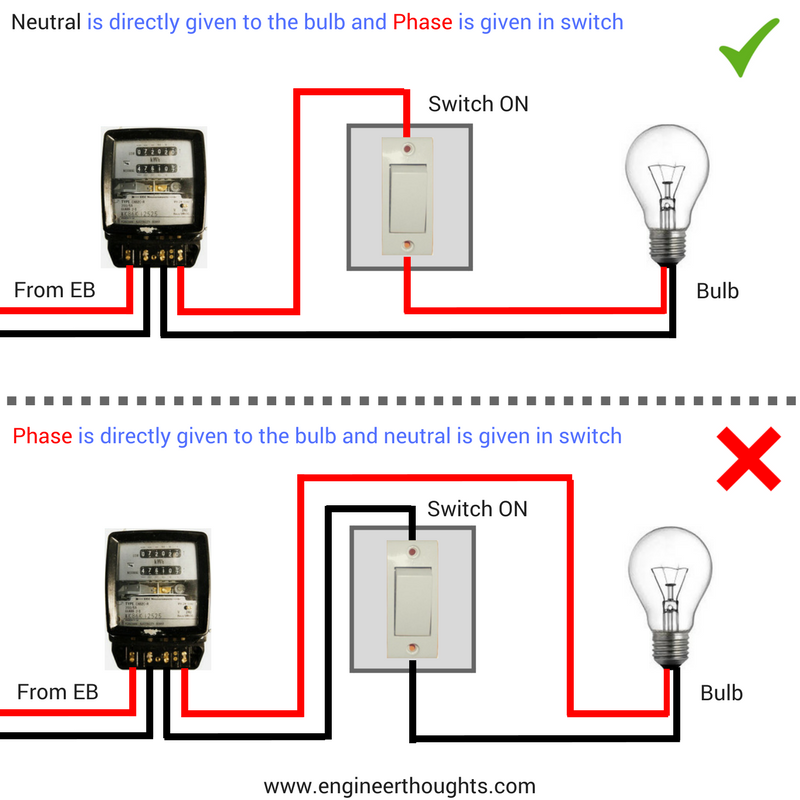 Neutral is directly given to the bulb and Phase is given in switch
Switch ON
From EB
Bulb
Phase is directly given to the bulb and neutral is given in switch
Switch ON
From EB
Bulb
www.engineerthoughts.com